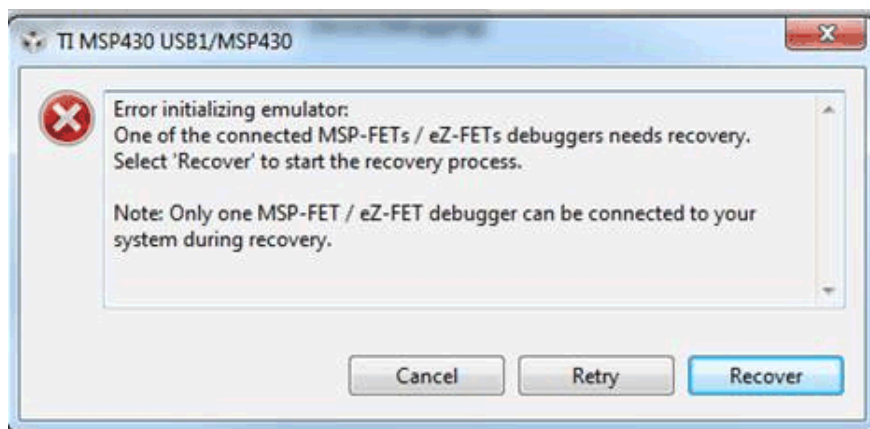 TI MSP430 USB1/MSP430
Error initializing emulator:
One of the connected MSP-FETs / eZ-FETs debuggers needs recovery.
Select 'Recover' to start the recovery process.
Note: Only one MSP-FET / eZ-FET debugger can be connected to your
system during recovery.
Cancel Retry Recover